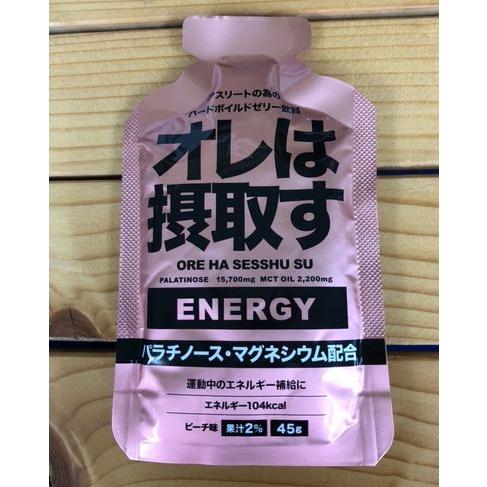 アスリートの為の
ハードボイルドゼリー飲料
オレは
摂取す
ORE HA SESSHU SU
PALATINOSE 15,700mg MCT OIL 2,200mg
ENERGY
パラチノース・マグネシウム配合
運動中のエネルギー補給に
エネルギー104kcal
ピーチ味 果汁2% 45g